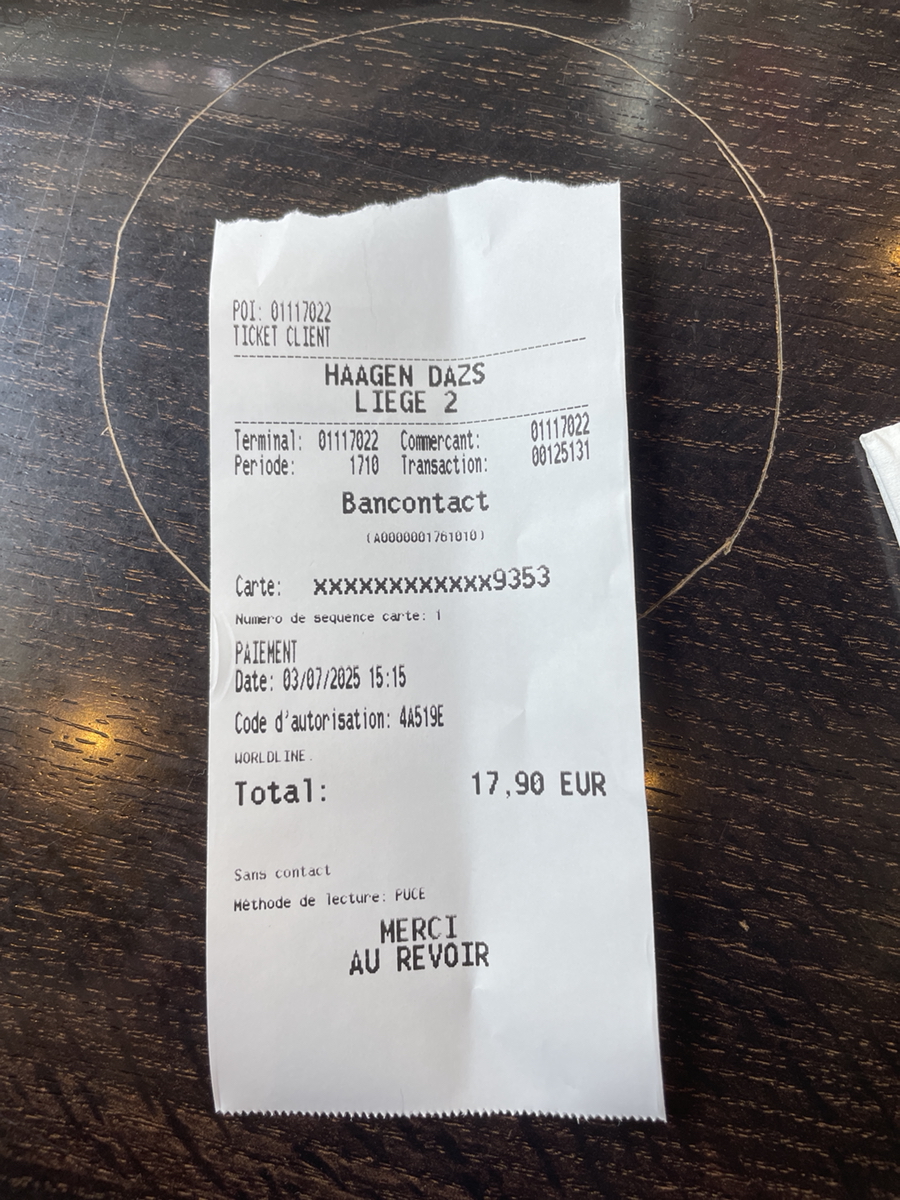 POI: 01117022
TICKET CLIENT
HAAGEN DAZS
LIEGE 2
Terminal: 01117022 Commercant: 01117022
Periode: 1710 Transaction: 00125131
Bancontact
(A0000001761010)
Carte: xxxxxxxxxxxx9353
Numero de sequence carte: 1
PAIEMENT
Date: 03/07/2025 15:15
Code d'autorisation: 4A519E
WORLDLINE.
Total: 17,90 EUR
Sans contact
Méthode de lecture: PUCE
MERCI
AU REVOIR